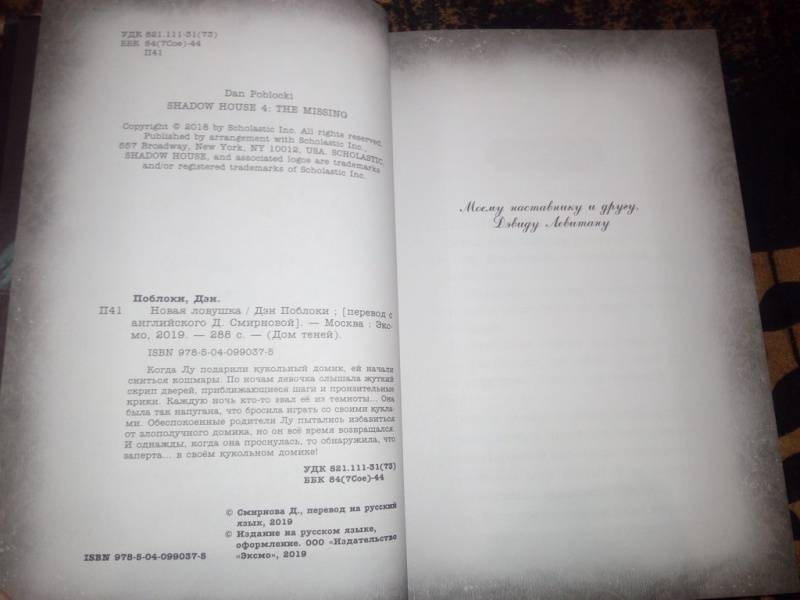 УДК 821.111-31(73)
ББК 84(7Сое)-44
П41
Dan Poblocki
SHADOW HOUSE 4: THE MISSING
Copyright © 2018 by Scholastic Inc. All rights reserved.
Published by arrangement with Scholastic Inc.,
557 Broadway, New York, NY 10012, USA. SCHOLASTIC,
SHADOW HOUSE, and associated logos are trademarks
and/or registered trademarks of Scholastic Inc.
Поблоки, Дэн.
П41 Новая ловушка / Дэн Поблоки ; [перевод с
английского Д. Смирновой]. — Москва : Экс-
мо, 2019. — 288 с. — (Дом теней).
ISBN 978-5-04-099037-5
Когда Лу подарили кукольный домик, ей начали
сниться кошмары. По ночам девочка слышала жуткий
скрип дверей, приближающиеся шаги и пронзительные
крики. Каждую ночь кто-то звал её из темноты... Она
была так напугана, что бросила играть со своими кукла-
ми. Обеспокоенные родители Лу пытались избавиться
от злополучного домика, но он всё время возвращался.
И однажды, когда она проснулась, то обнаружила, что
заперта... в своём кукольном домике!
УДК 821.111-31(73)
ББК 84(7Сое)-44
© Смирнова Д., перевод на русский
язык, 2019
© Издание на русском языке,
оформление. ООО «Издательство
ISBN 978-5-04-099037-5 «Эксмо», 2019
Моему наставнику и другу,
Дэвиду Левитану